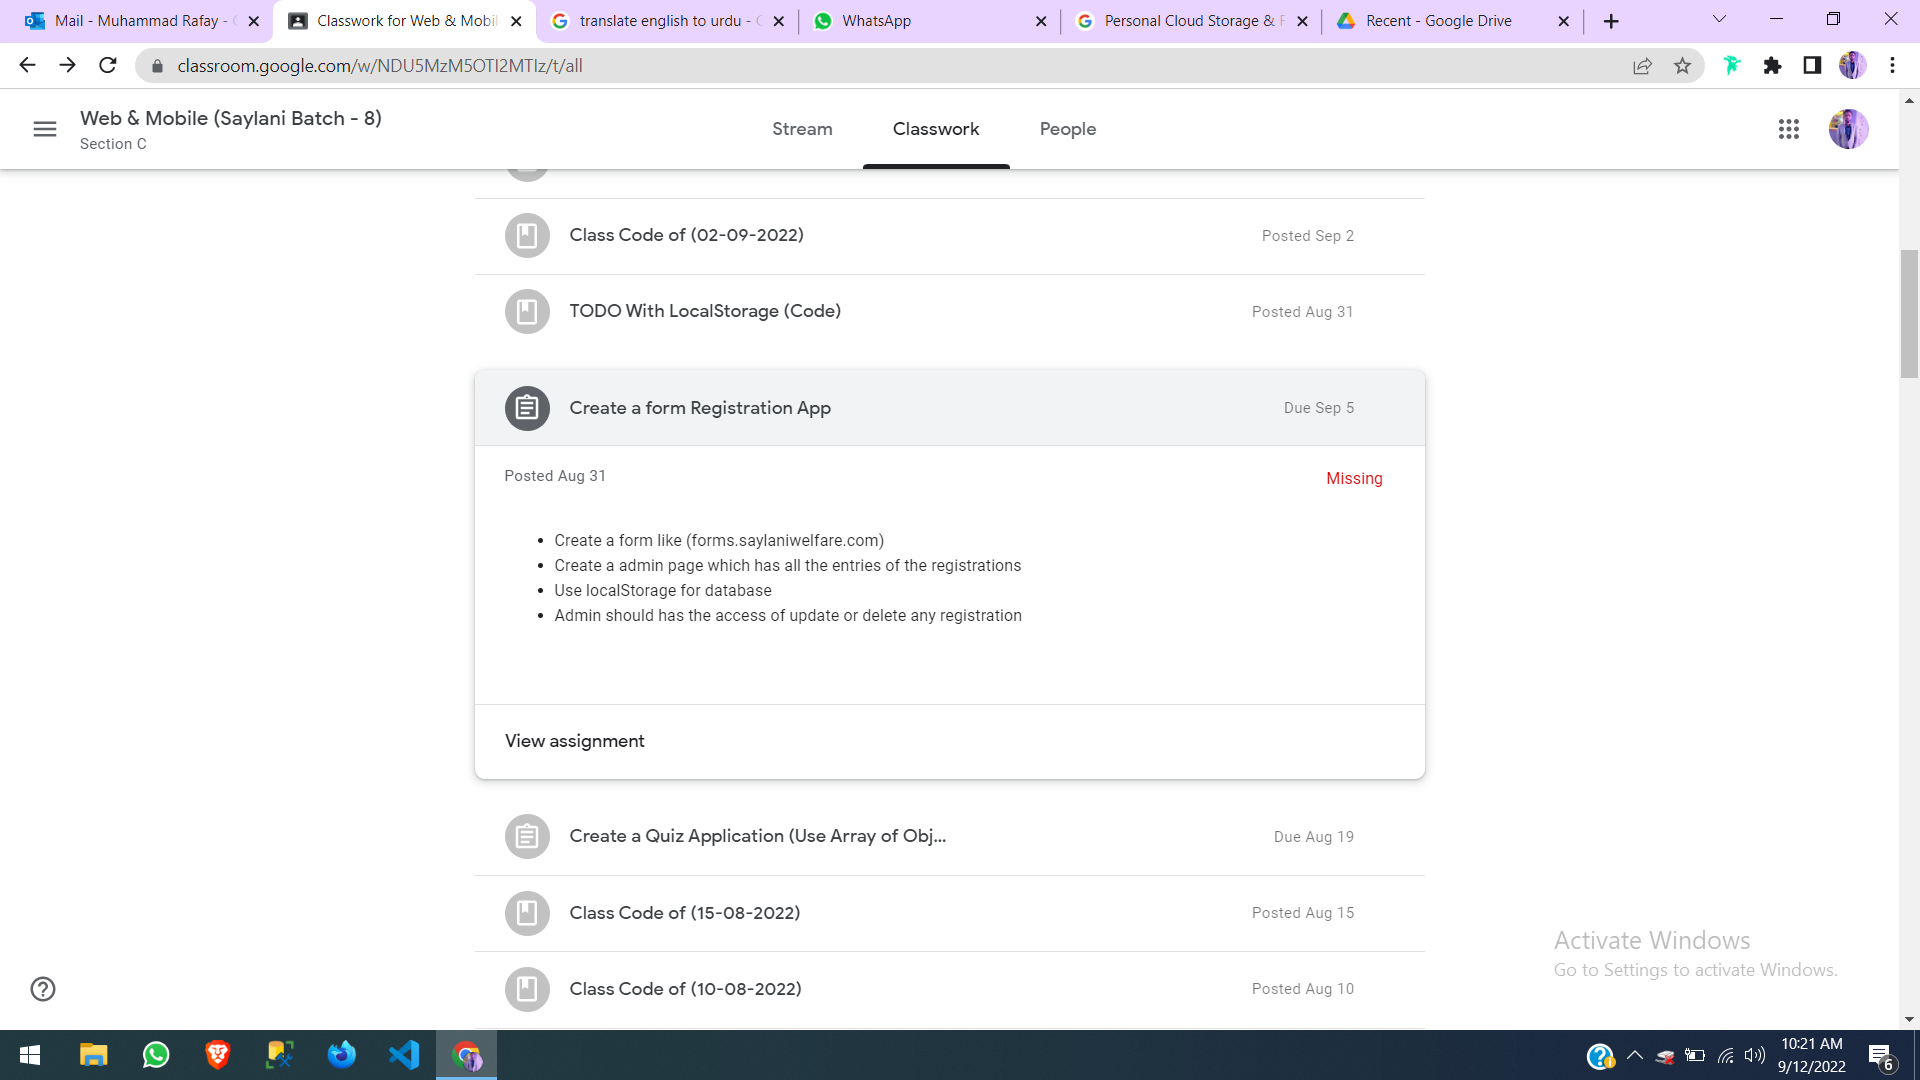 Mail - Muhammad Rafay -
Classwork for Web & Mobil
translate english to urdu -
WhatsApp
Personal Cloud Storage &
Recent - Google Drive
classroom.google.com/w/NDU5MzM5OTI2MTIz/t/all
Web & Mobile (Saylani Batch - 8)
Section C
Stream
Classwork
People
Class Code of (02-09-2022)
Posted Sep 2
TODO With LocalStorage (Code)
Posted Aug 31
Create a form Registration App
Due Sep 5
Posted Aug 31
Missing
• Create a form like (forms.saylaniwelfare.com)
• Create a admin page which has all the entries of the registrations
• Use localStorage for database
• Admin should has the access of update or delete any registration
View assignment
Create a Quiz Application (Use Array of Obj...
Due Aug 19
Class Code of (15-08-2022)
Posted Aug 15
Class Code of (10-08-2022)
Posted Aug 10
Activate Windows
Go to Settings to activate Windows.
10:21 AM
9/12/2022
6